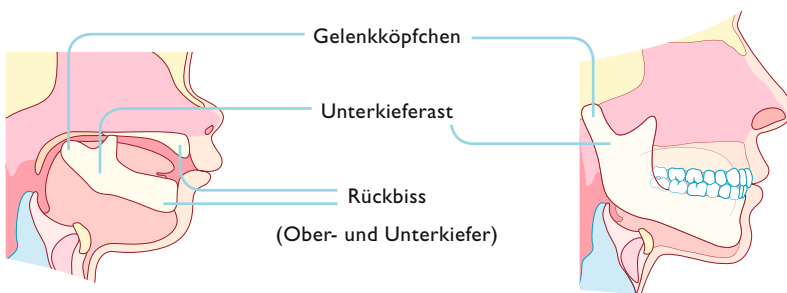 Gelenkköpfchen
Unterkieferast
Rückbiss
(Ober- und Unterkiefer)